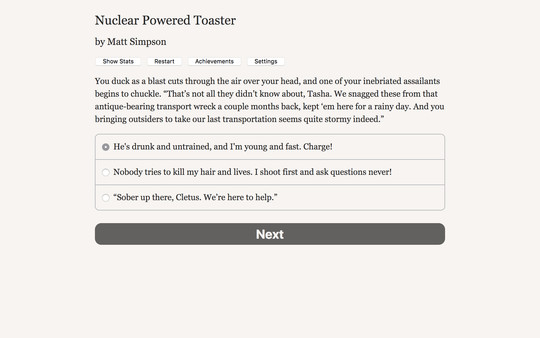 Nuclear Powered Toaster
by Matt Simpson
Show Stats Restart Achievements Settings
You duck as a blast cuts through the air over your head, and one of your inebriated assailants
begins to chuckle. “That’s not all they didn’t know about, Tasha. We snagged these from that
antique-bearing transport wreck a couple months back, kept ‘em here for a rainy day. And you
bringing outsiders to take our last transportation seems quite stormy indeed.”
He’s drunk and untrained, and I’m young and fast. Charge!
Nobody tries to kill my hair and lives. I shoot first and ask questions never!
“Sober up there, Cletus. We’re here to help.”
Next